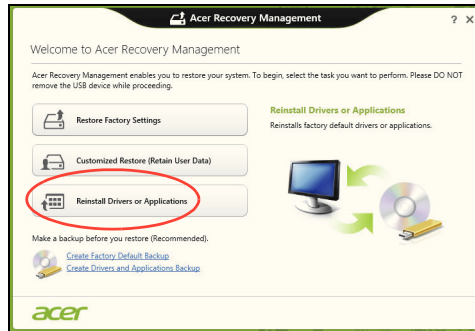 Acer Recovery Management
? X
Welcome to Acer Recovery Management
Acer Recovery Management enables you to restore your system. To begin, select the task you want to perform. Please DO NOT
remove the USB device while proceeding.
Restore Factory Settings
Customized Restore (Retain User Data)
Reinstall Drivers or Applications
Reinstall Drivers or Applications
Reinstalls factory default drivers or applications.
Make a backup before you restore (Recommended).
Create Factory Default Backup
Create Drivers and Applications Backup
acer